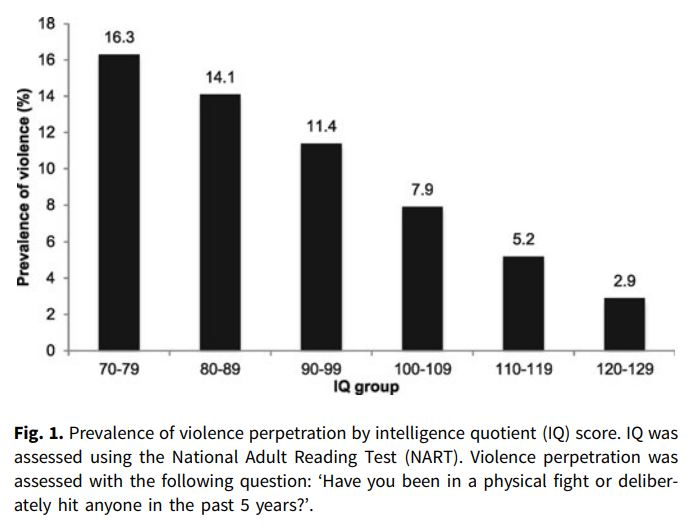 18
16
14
12
10
8
6
4
2
0
Prevalence of violence (%)
16.3
14.1
11.4
7.9
5.2
2.9
70-79 80-89 90-99 100-109 110-119 120-129
IQ group
Fig. 1. Prevalence of violence perpetration by intelligence quotient (IQ) score. IQ was
assessed using the National Adult Reading Test (NART). Violence perpetration was
assessed with the following question: ‘Have you been in a physical fight or deliber-
ately hit anyone in the past 5 years?’.